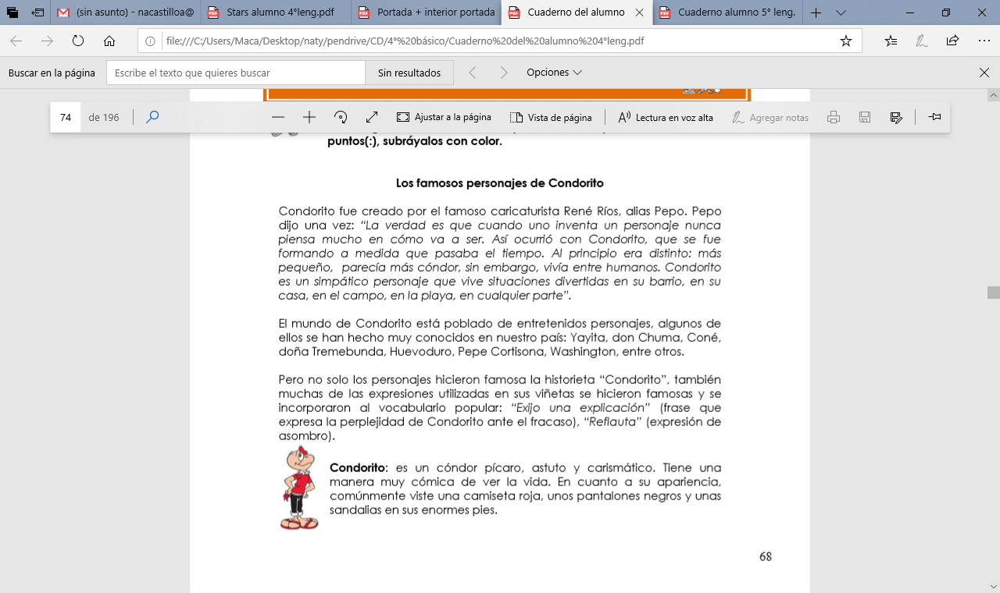 (sin asunto) - nacastilloa@
Stars alumno 4°leng.pdf
Portada + interior portada
Cuaderno del alumno
Cuaderno alumno 5° leng.
file:///C:/Users/Maca/Desktop/naty/pendrive/CD/4°%20básico/Cuaderno%20del%20alumno%204°leng.pdf
Buscar en la página
Escribe el texto que quieres buscar
Sin resultados
Opciones
74 de 196
Ajustar a la página
Vista de página
Lectura en voz alta
Agregar notas
puntos(:), subráyalos con color.
Los famosos personajes de Condorito
Condorito fue creado por el famoso caricaturista René Ríos, alias Pepo. Pepo
dijo una vez: “La verdad es que cuando uno inventa un personaje nunca
piensa mucho en cómo va a ser. Así ocurrió con Condorito, que se fue
formando a medida que pasaba el tiempo. Al principio era distinto: más
pequeño, parecía más cóndor, sin embargo, vivía entre humanos. Condorito
es un simpático personaje que vive situaciones divertidas en su barrio, en su
casa, en el campo, en la playa, en cualquier parte”.
El mundo de Condorito está poblado de entretenidos personajes, algunos de
ellos se han hecho muy conocidos en nuestro país: Yayita, don Chuma, Coné,
doña Tremebunda, Huevoduro, Pepe Cortisona, Washington, entre otros.
Pero no solo los personajes hicieron famosa la historieta “Condorito”, también
muchas de las expresiones utilizadas en sus viñetas se hicieron famosas y se
incorporaron al vocabulario popular: “Exijo una explicación” (frase que
expresa la perplejidad de Condorito ante el fracaso), “Reflauta” (expresión de
asombro).
Condorito: es un cóndor pícaro, astuto y carismático. Tiene una
manera muy cómica de ver la vida. En cuanto a su apariencia,
comúnmente viste una camiseta roja, unos pantalones negros y unas
sandalias en sus enormes pies.
68